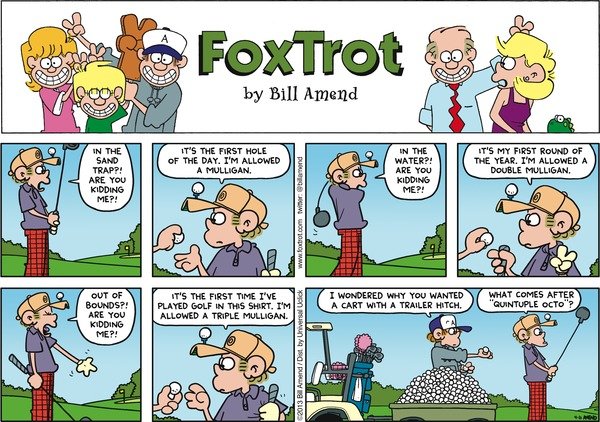 FoxTrot
by Bill Amend
IN THE
SAND
TRAP?!
ARE YOU
KIDDING
ME?!
IT'S THE FIRST HOLE
OF THE DAY. I'M ALLOWED
A MULLIGAN.
www.foxtrot.com twitter: @billamend
IN THE
WATER?!
ARE YOU
KIDDING
ME?!
IT'S MY FIRST ROUND OF
THE YEAR. I'M ALLOWED A
DOUBLE MULLIGAN.
OUT OF
BOUNDS?!
ARE YOU
KIDDING
ME?!
IT'S THE FIRST TIME I'VE
PLAYED GOLF IN THIS SHIRT. I'M
ALLOWED A TRIPLE MULLIGAN.
©2013 Bill Amend / Dist. by Universal Uclick
I WONDERED WHY YOU WANTED
A CART WITH A TRAILER HITCH.
WHAT COMES AFTER
"QUINTUPLE OCTO"?
A
A
AMEND